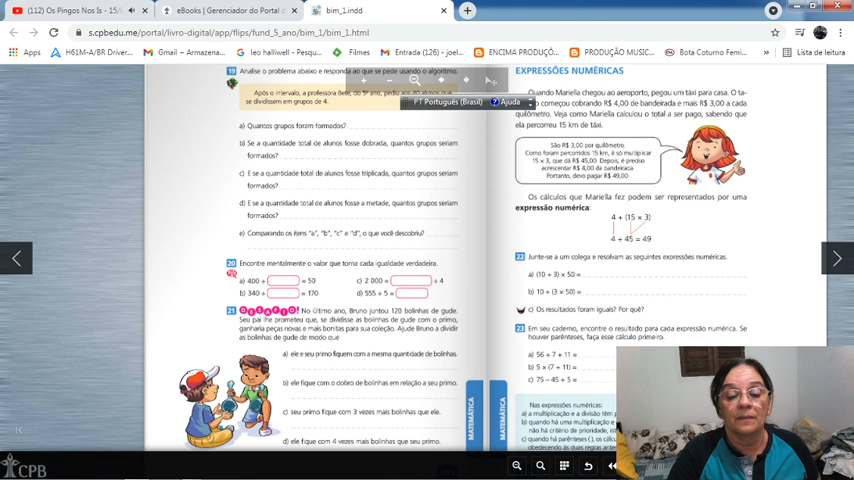 (112) Os Pingos Nos Is - 15/0
eBooks | Gerenciador do Portal d
bim_1.indd
s.cpbedu.me/portal/livro-digital/app/flips/fund_5_ano/bim_1/bim_1.html
Apps
H61M-A/BR Driver...
Gmail – Armazena...
leo halliwell - Pesqu...
Filmes
Entrada (126) - joel...
ENCIMA PRODUÇÕ...
PRODUÇÃO MUSIC...
Bota Coturno Femini...
Lista de leitura
PT Português (Brasil)
Ajuda
19 Analise o problema abaixo e responda ao que se pede usando o algoritmo.
Após o intervalo, a professora Bete, do 5º ano, pediu aos 40 alunos que
se dividissem em grupos de 4.
a) Quantos grupos foram formados?
b) Se a quantidade total de alunos fosse dobrada, quantos grupos seriam
formados?
c) E se a quantidade total de alunos fosse triplicada, quantos grupos seriam
formados?
d) E se a quantidade total de alunos fosse a metade, quantos grupos seriam
formados?
e) Comparando os itens "a", "b", "c" e "d", o que você descobriu?
20 Encontre mentalmente o valor que torna cada igualdade verdadeira.
a) 400 ÷ = 50
c) 2 000 = ÷ 4
b) 340 ÷ = 170
d) 555 ÷ 5 =
21 DESAFIO! No último ano, Bruno juntou 120 bolinhas de gude.
Seu pai lhe prometeu que, se dividisse as bolinhas de gude com o primo,
ganharia peças novas e mais bonitas para sua coleção. Ajude Bruno a dividir
as bolinhas de gude de modo que
a) ele e seu primo fiquem com a mesma quantidade de bolinhas.
b) ele fique com o dobro de bolinhas em relação a seu primo.
c) seu primo fique com 3 vezes mais bolinhas que ele.
d) ele fique com 4 vezes mais bolinhas que seu primo.
MATEMÁTICA
EXPRESSÕES NUMÉRICAS
Quando Mariella chegou ao aeroporto, pegou um táxi para casa. O ta-
começou cobrando R$ 4,00 de bandeirada e mais R$ 3,00 a cada
quilômetro. Veja como Mariella calculou o total a ser pago, sabendo que
ela percorreu 15 km de táxi.
São R$ 3,00 por quilômetro.
Como foram percorridos 15 km, é só multiplicar
15 × 3, que dá R$ 45,00. Depois, é preciso
acrescentar R$ 4,00 da bandeirada.
Portanto, devo pagar R$ 49,00
Os cálculos que Mariella fez podem ser representados por uma
expressão numérica:
4 + (15 × 3)
4 + 45 = 49
22 Junte-se a um colega e resolvam as seguintes expressões numéricas.
a) (10 + 3) × 50 =
b) 10 + (3 × 50) =
c) Os resultados foram iguais? Por quê?
23 Em seu caderno, encontre o resultado para cada expressão numérica. Se
houver parênteses, faça esse cálculo primeiro.
a) 56 + 7 + 11 =
b) 5 × (7 + 11) =
c) 75 – 45 + 5 =
Nas expressões numéricas:
a) a multiplicação e a divisão têm
b) quando há uma multiplicação e
não há critério de prioridade,
c) quando há parênteses ( ), os
obedecendo às duas regras
MATEMÁTICA
CPB